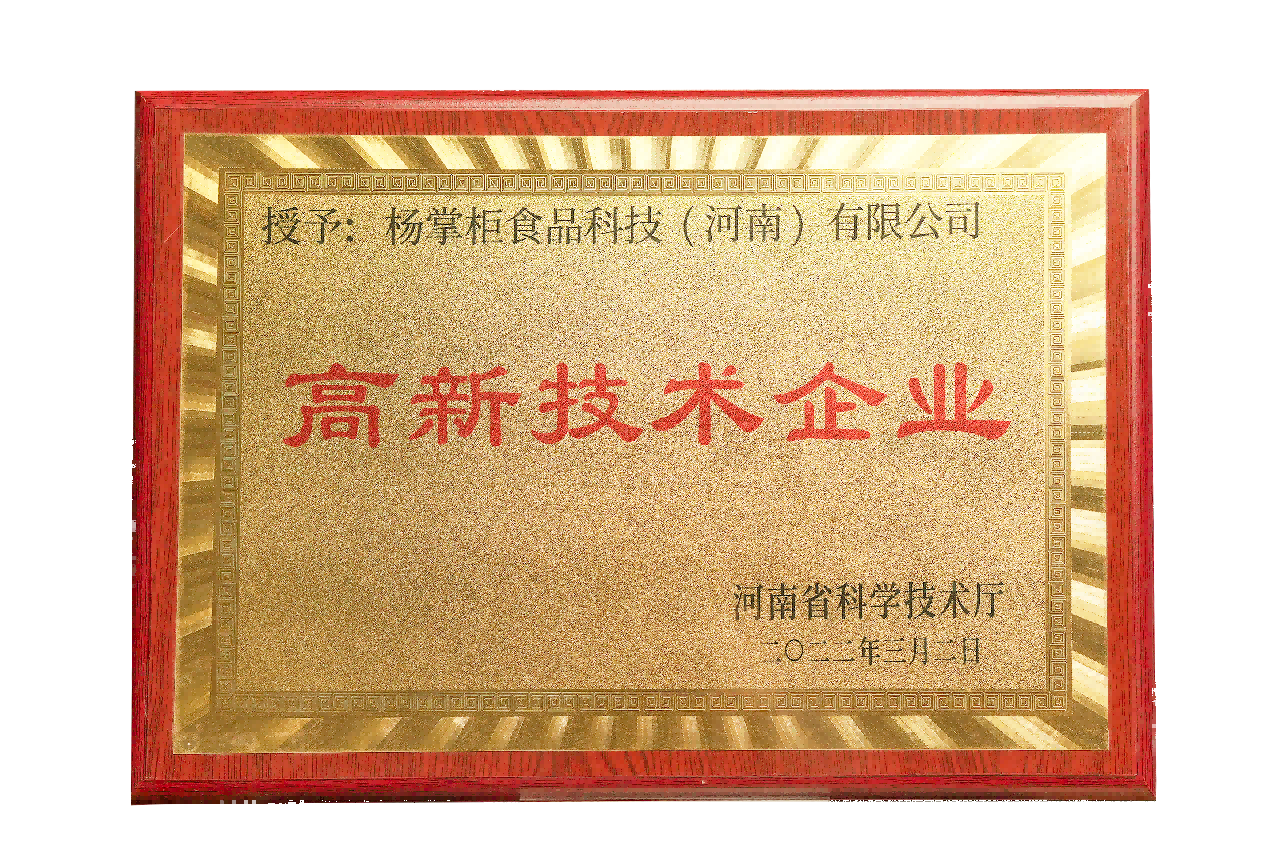 授予：杨掌柜食品科技（河南）有限公司
高新技术企业
河南省科学技术厅
二〇二二年三月二日